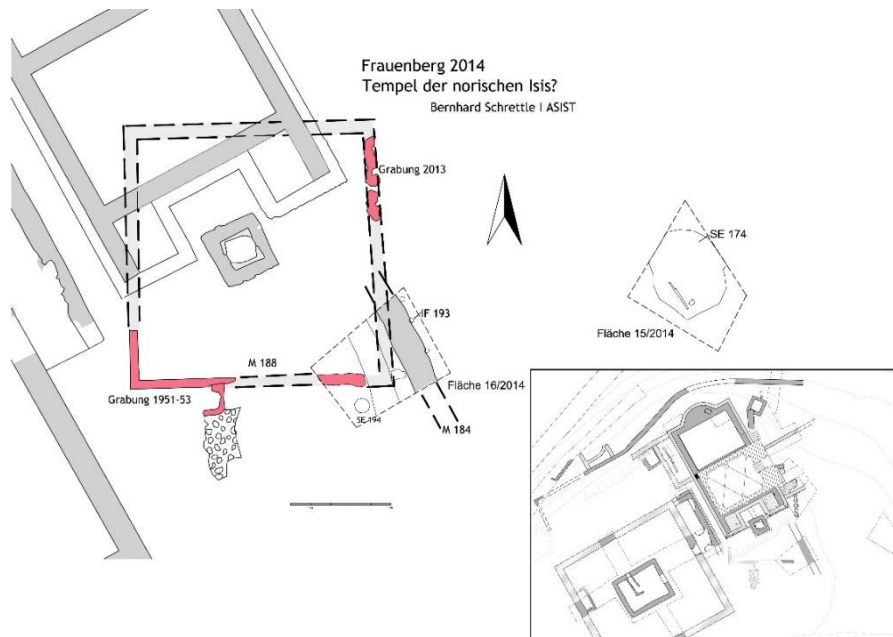 Frauenberg 2014
Tempel der norischen Isis?
Bernhard Schrettle I ASIST
Grabung 2013
SE 174
IF 193
Fläche 15/2014
M 188
Fläche 16/2014
Grabung 1951-53
SE 194
M 184